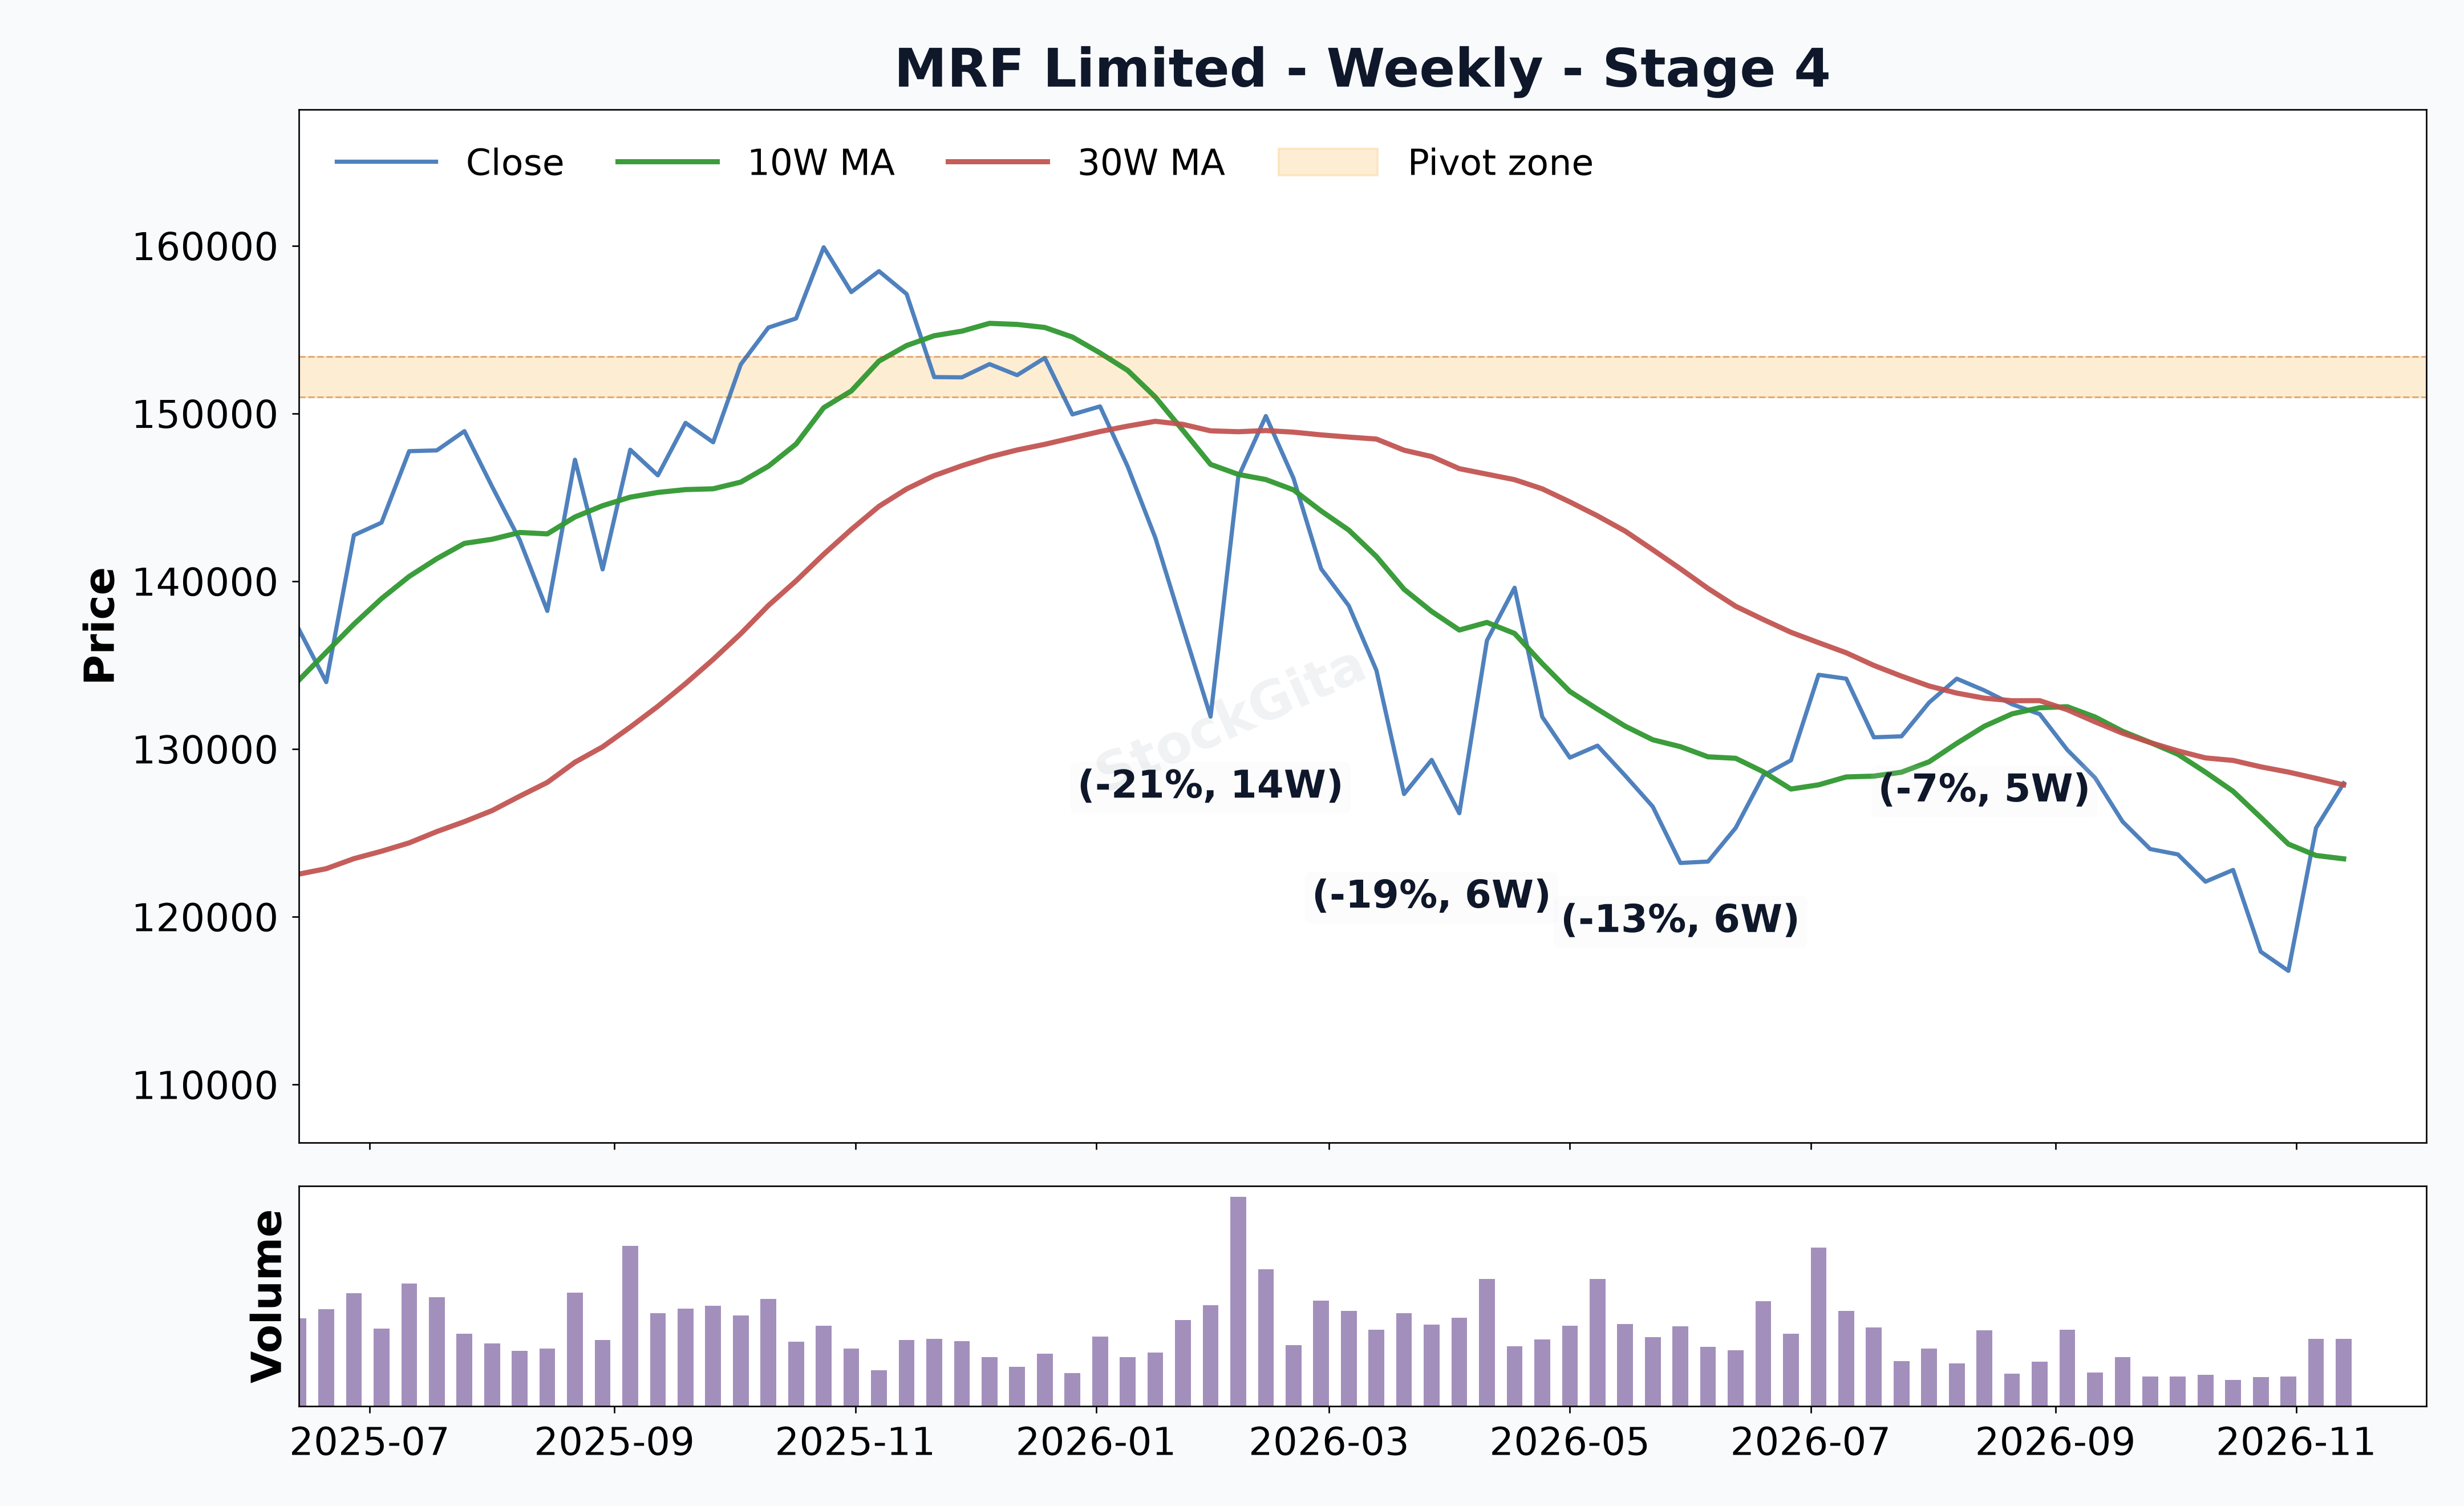 MRF Limited - Weekly - Stage 4
Close 10W MA 30W MA Pivot zone
Price
160000
150000
140000
130000
120000
110000
StockGita
(-21%, 14W)
(-7%, 5W)
(-19%, 6W)
(-13%, 6W)
Volume
2025-07 2025-09 2025-11 2026-01 2026-03 2026-05 2026-07 2026-09 2026-11